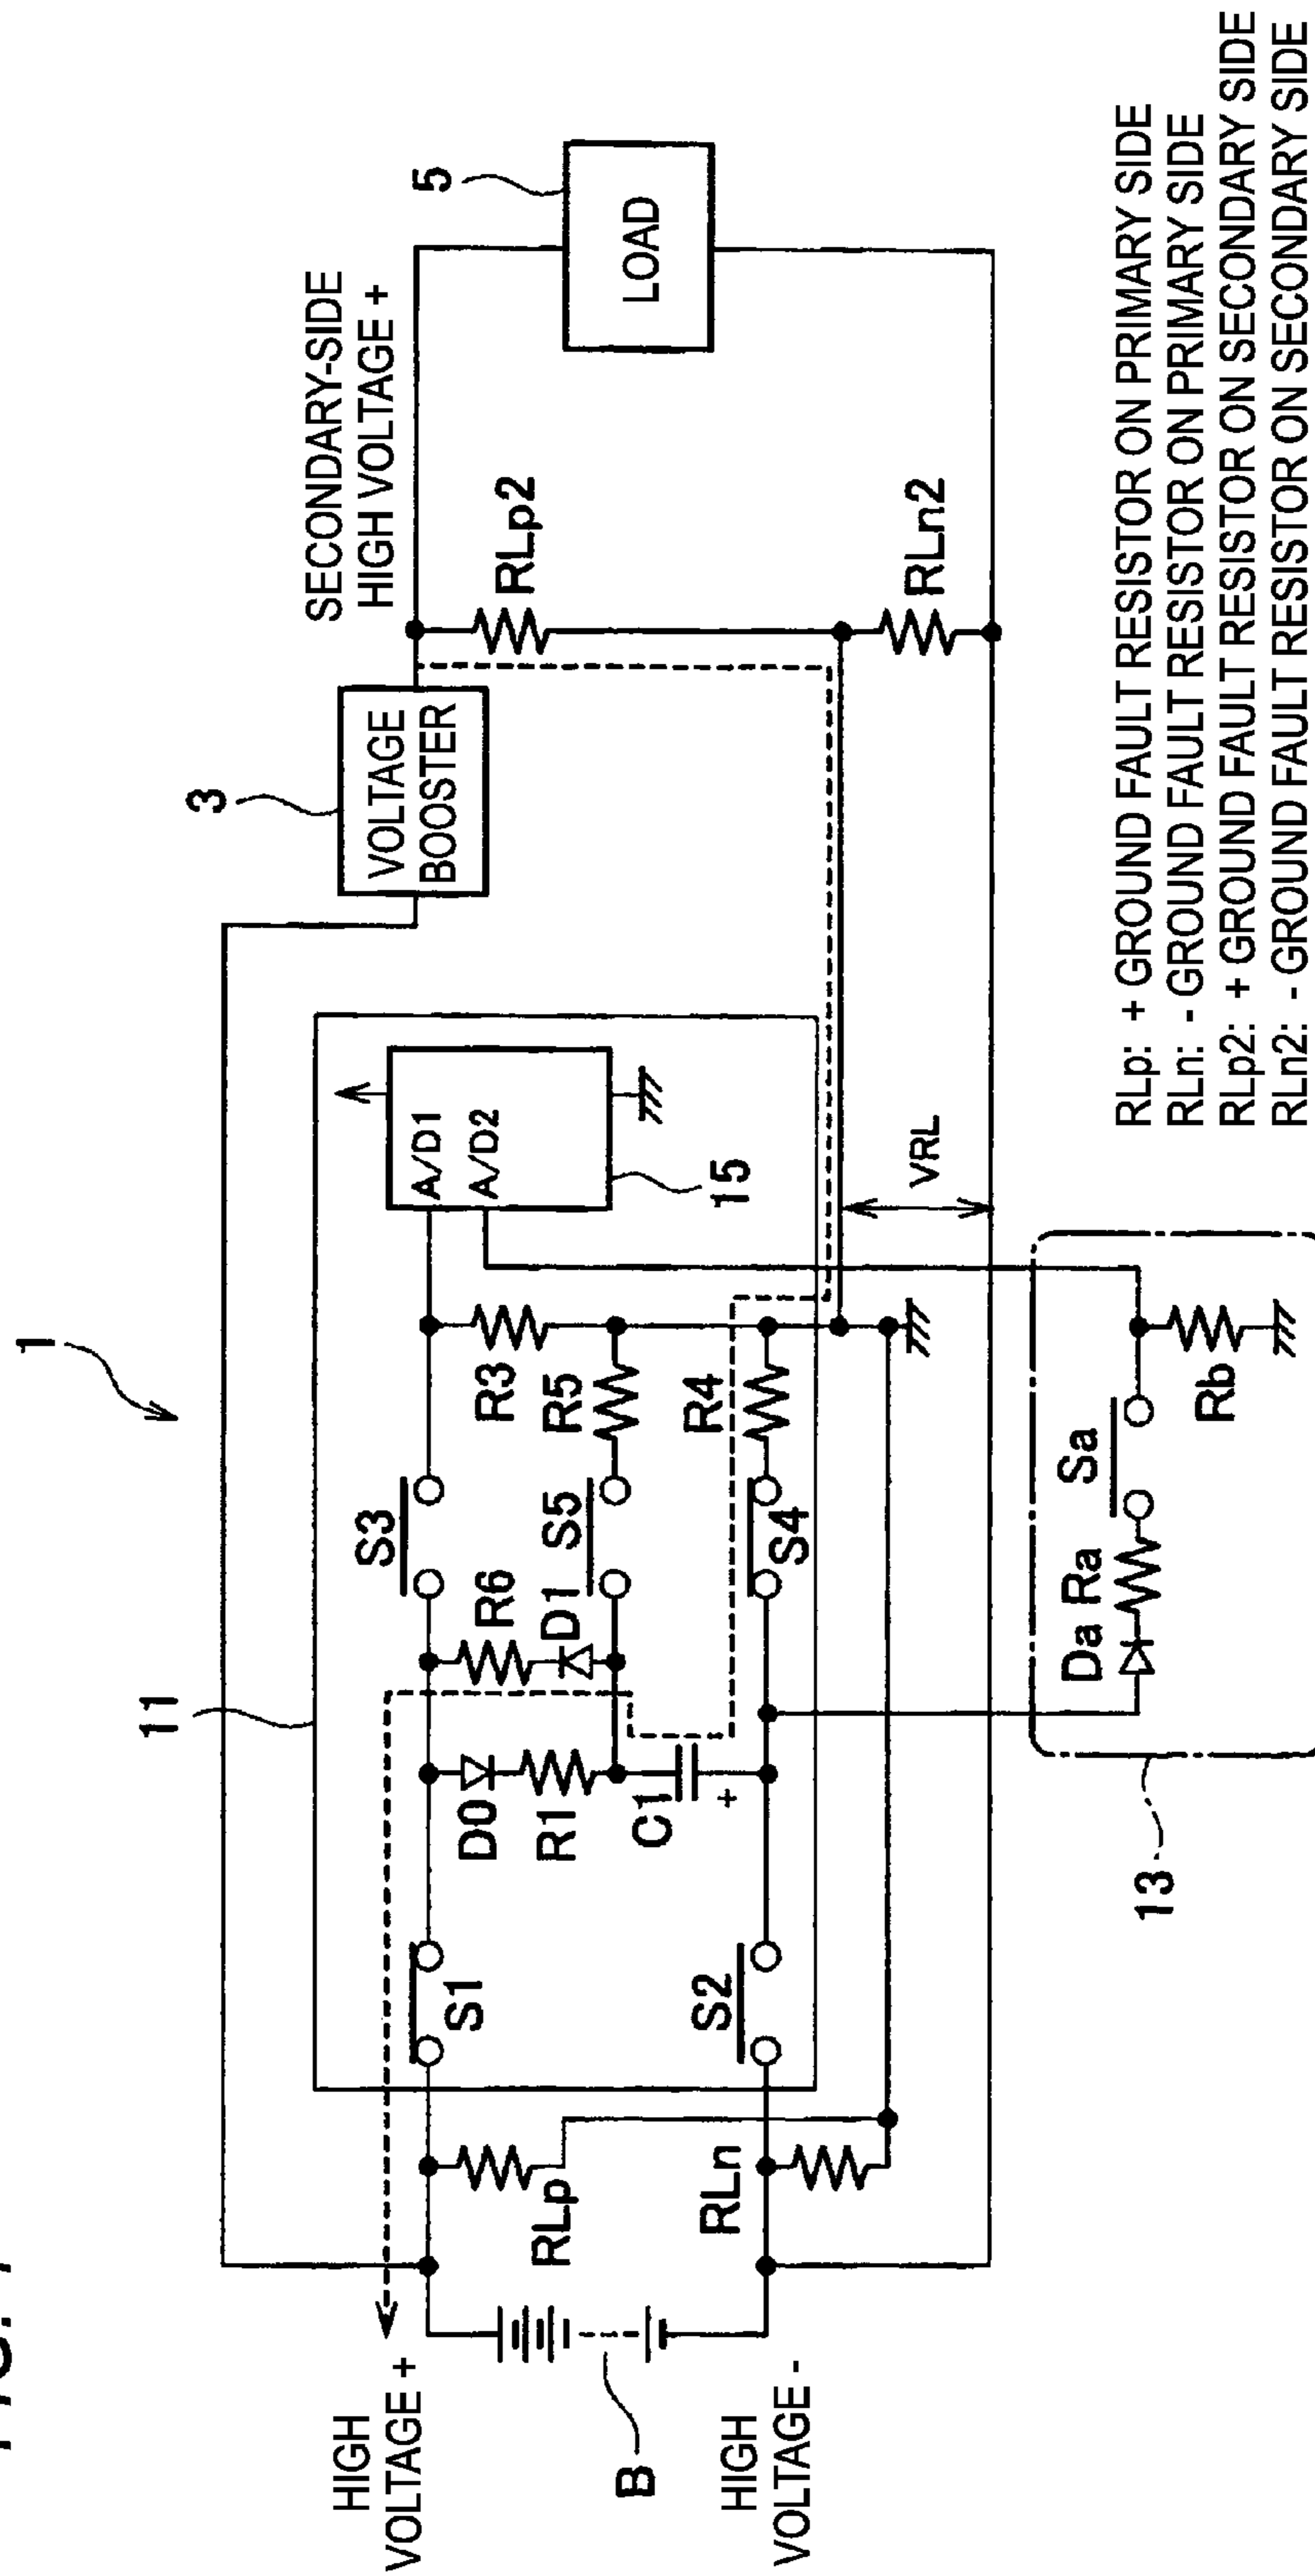 1
SECONDARY-SIDE
HIGH VOLTAGE +
3
VOLTAGE
BOOSTER
5
LOAD
11
HIGH
VOLTAGE +
S1
D0
R1
R6
D1
S3
R3
A/D1
A/D2
15
RLp2
RLp
C1
+
S5
R5
B
RLn
S2
S4
R4
RLn2
HIGH
VOLTAGE -
VRL
13
Da
Ra
Sa
Rb
RLp: + GROUND FAULT RESISTOR ON PRIMARY SIDE
RLn: - GROUND FAULT RESISTOR ON PRIMARY SIDE
RLp2: + GROUND FAULT RESISTOR ON SECONDARY SIDE
RLn2: - GROUND FAULT RESISTOR ON SECONDARY SIDE